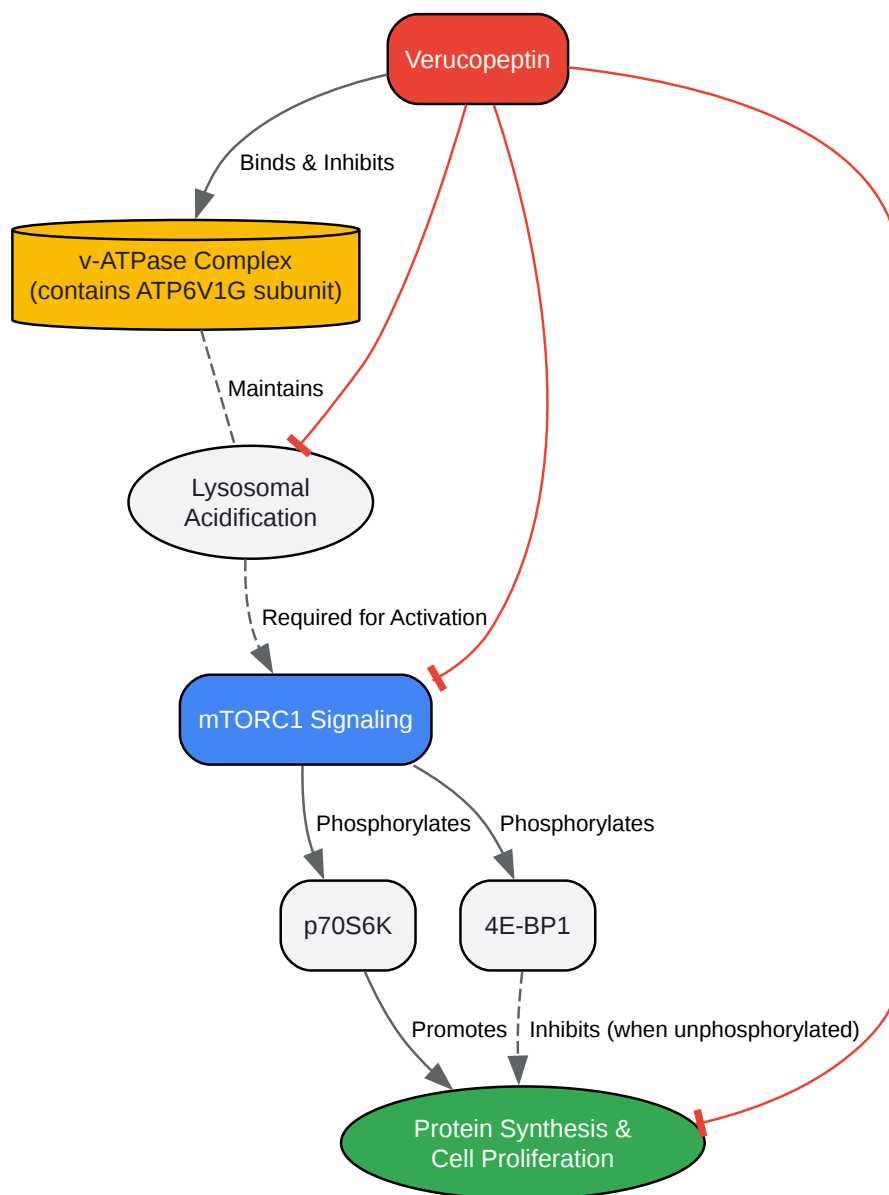 Verucopeptin
Binds & Inhibits
v-ATPase Complex
(contains ATP6V1G subunit)
Maintains
Lysosomal
Acidification
Required for Activation
mTORC1 Signaling
Phosphorylates
Phosphorylates
p70S6K
4E-BP1
Promotes
Inhibits (when unphosphorylated)
Protein Synthesis &
Cell Proliferation